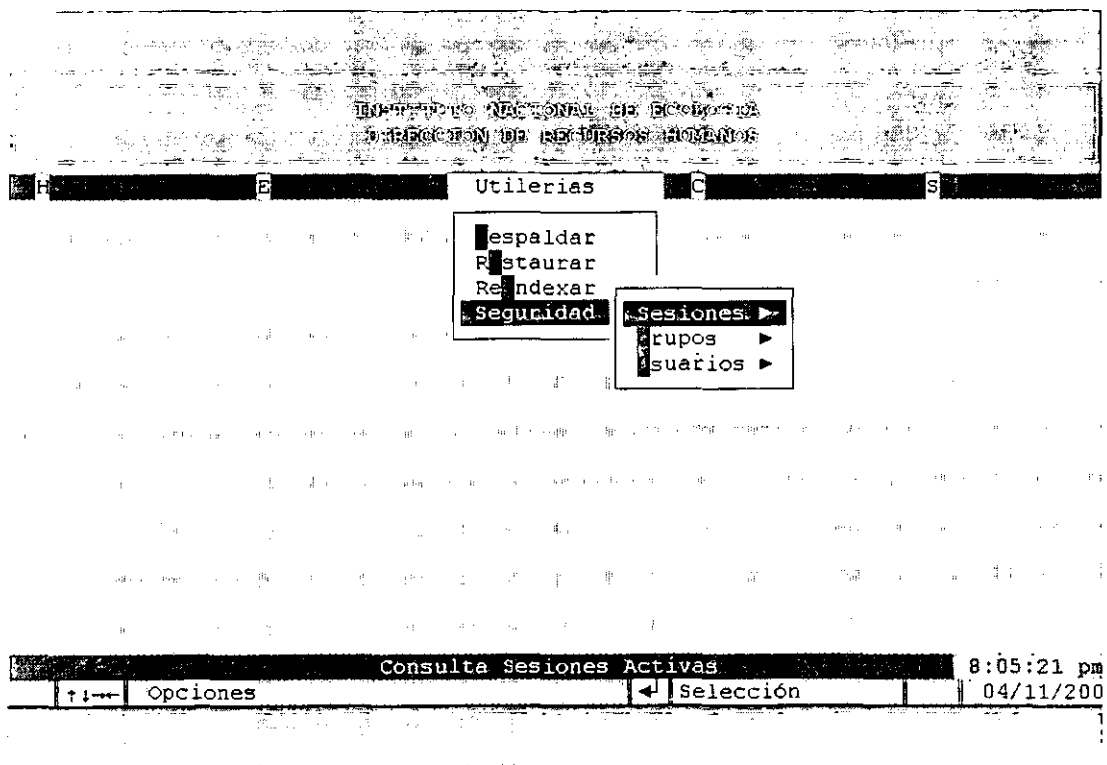 INSTITUTO NACIONAL DE ECOLOGIA
DIRECCION DE RECURSOS HUMANOS
H E Utilerias C S
espaldar
R staurar
Re ndexar
Seguridad Sesiones ►
rupos ►
suarios ►
Consulta Sesiones Activas 8:05:21 pm
↑↓→← Opciones ↵ Selección 04/11/200